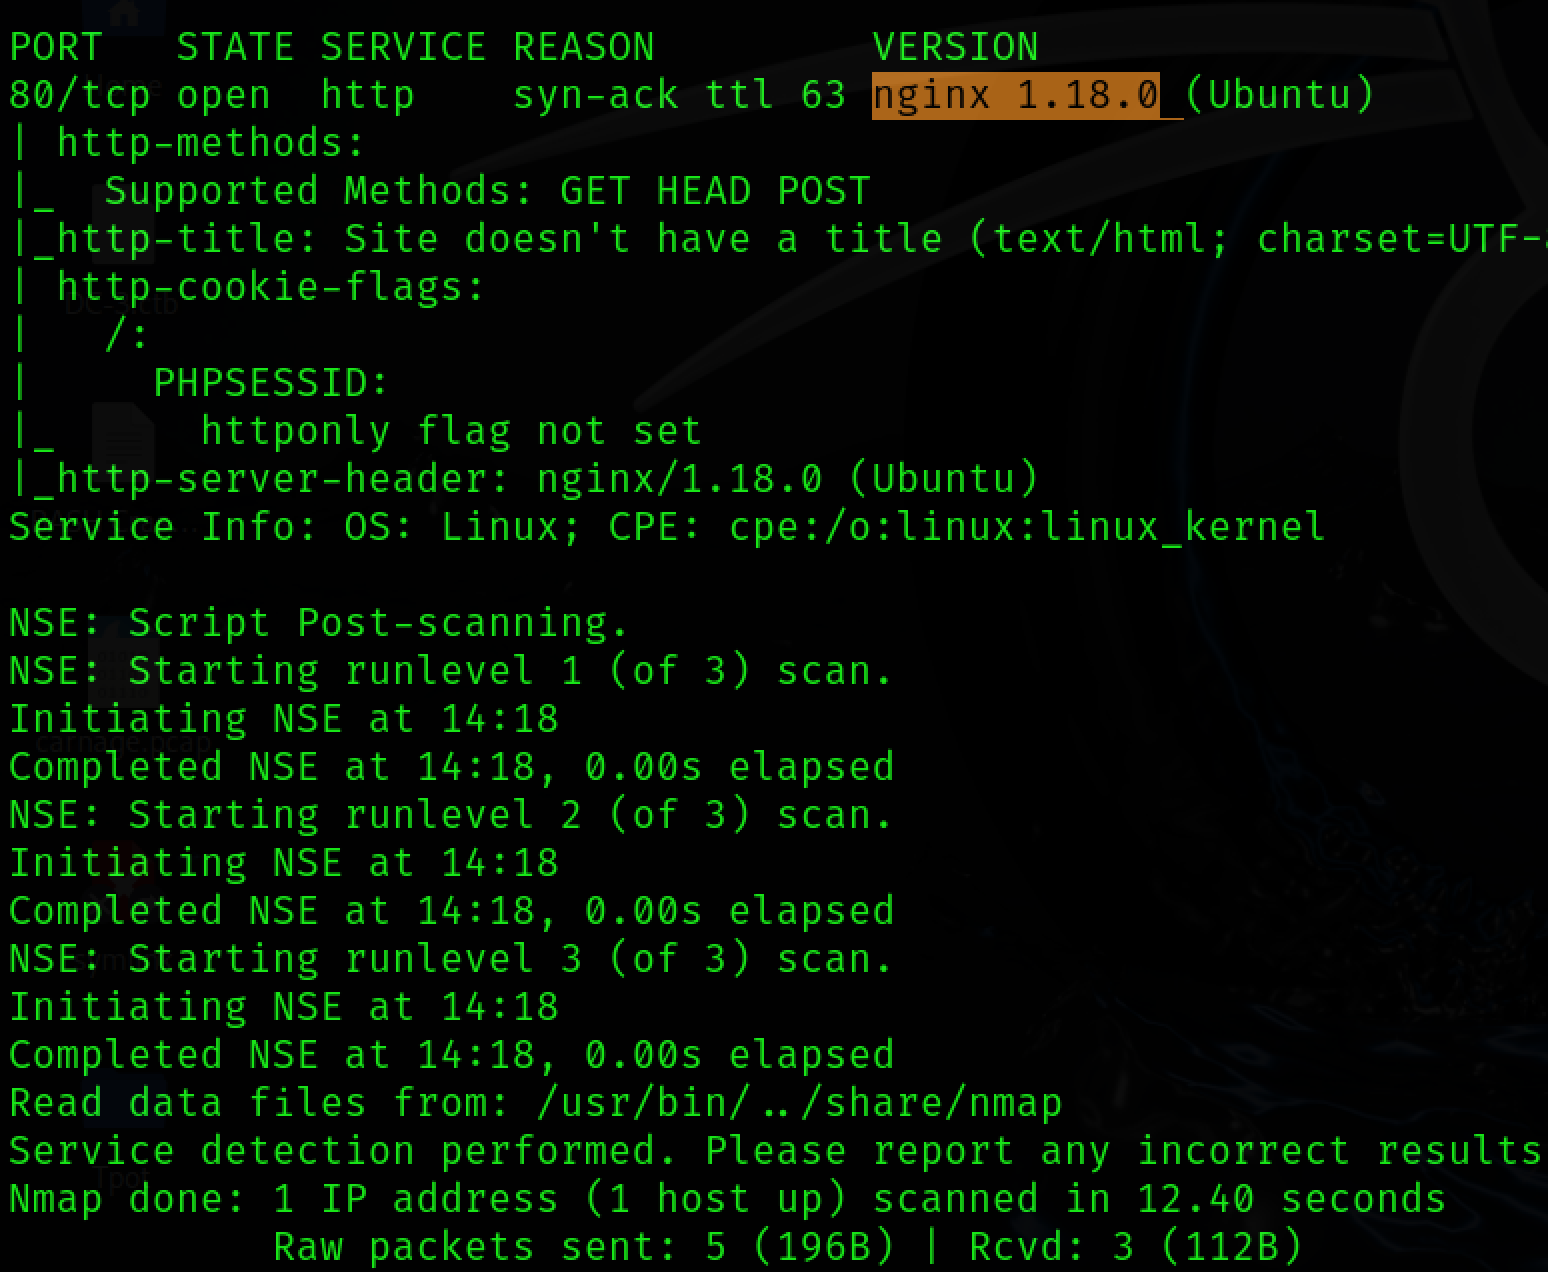 PORT   STATE SERVICE REASON         VERSION
80/tcp open  http    syn-ack ttl 63 nginx 1.18.0 (Ubuntu)
| http-methods:
|_  Supported Methods: GET HEAD POST
|_http-title: Site doesn't have a title (text/html; charset=UTF-
| http-cookie-flags:
|   /:
|     PHPSESSID:
|_      httponly flag not set
|_http-server-header: nginx/1.18.0 (Ubuntu)
Service Info: OS: Linux; CPE: cpe:/o:linux:linux_kernel

NSE: Script Post-scanning.
NSE: Starting runlevel 1 (of 3) scan.
Initiating NSE at 14:18
Completed NSE at 14:18, 0.00s elapsed
NSE: Starting runlevel 2 (of 3) scan.
Initiating NSE at 14:18
Completed NSE at 14:18, 0.00s elapsed
NSE: Starting runlevel 3 (of 3) scan.
Initiating NSE at 14:18
Completed NSE at 14:18, 0.00s elapsed
Read data files from: /usr/bin/../share/nmap
Service detection performed. Please report any incorrect results
Nmap done: 1 IP address (1 host up) scanned in 12.40 seconds
           Raw packets sent: 5 (196B) | Rcvd: 3 (112B)
carnage.pcap